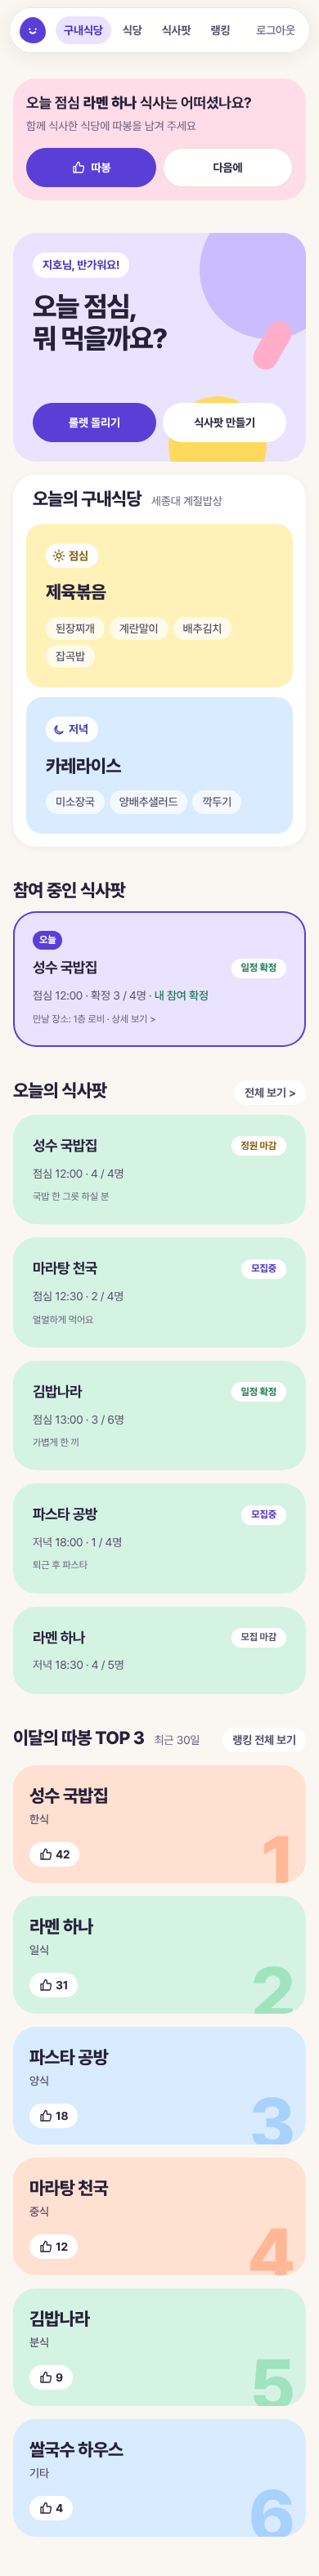 구내식당 식당 식사팟 랭킹 로그아웃
오늘 점심 라멘 하나 식사는 어떠셨나요?
함께 식사한 식당에 따봉을 남겨 주세요
따봉 다음에
지호님, 반가워요!
오늘 점심,
뭐 먹을까요?
룰렛 돌리기 식사팟 만들기
오늘의 구내식당 세종대 계절밥상
점심
제육볶음
된장찌개 계란말이 배추김치
잡곡밥
저녁
카레라이스
미소장국 양배추샐러드 깍두기
참여 중인 식사팟
오늘
성수 국밥집 일정 확정
점심 12:00 · 확정 3 / 4명 · 내 참여 확정
만날 장소: 1층 로비 · 상세 보기 >
오늘의 식사팟 전체 보기 >
성수 국밥집 정원 마감
점심 12:00 · 4 / 4명
국밥 한 그릇 하실 분
마라탕 천국 모집중
점심 12:30 · 2 / 4명
얼얼하게 먹어요
김밥나라 일정 확정
점심 13:00 · 3 / 6명
가볍게 한 끼
파스타 공방 모집중
저녁 18:00 · 1 / 4명
퇴근 후 파스타
라멘 하나 모집 마감
저녁 18:30 · 4 / 5명
이달의 따봉 TOP 3 최근 30일 랭킹 전체 보기
성수 국밥집
한식
42 1
라멘 하나
일식
31 2
파스타 공방
양식
18 3
마라탕 천국
중식
12 4
김밥나라
분식
9 5
쌀국수 하우스
기타
4 6